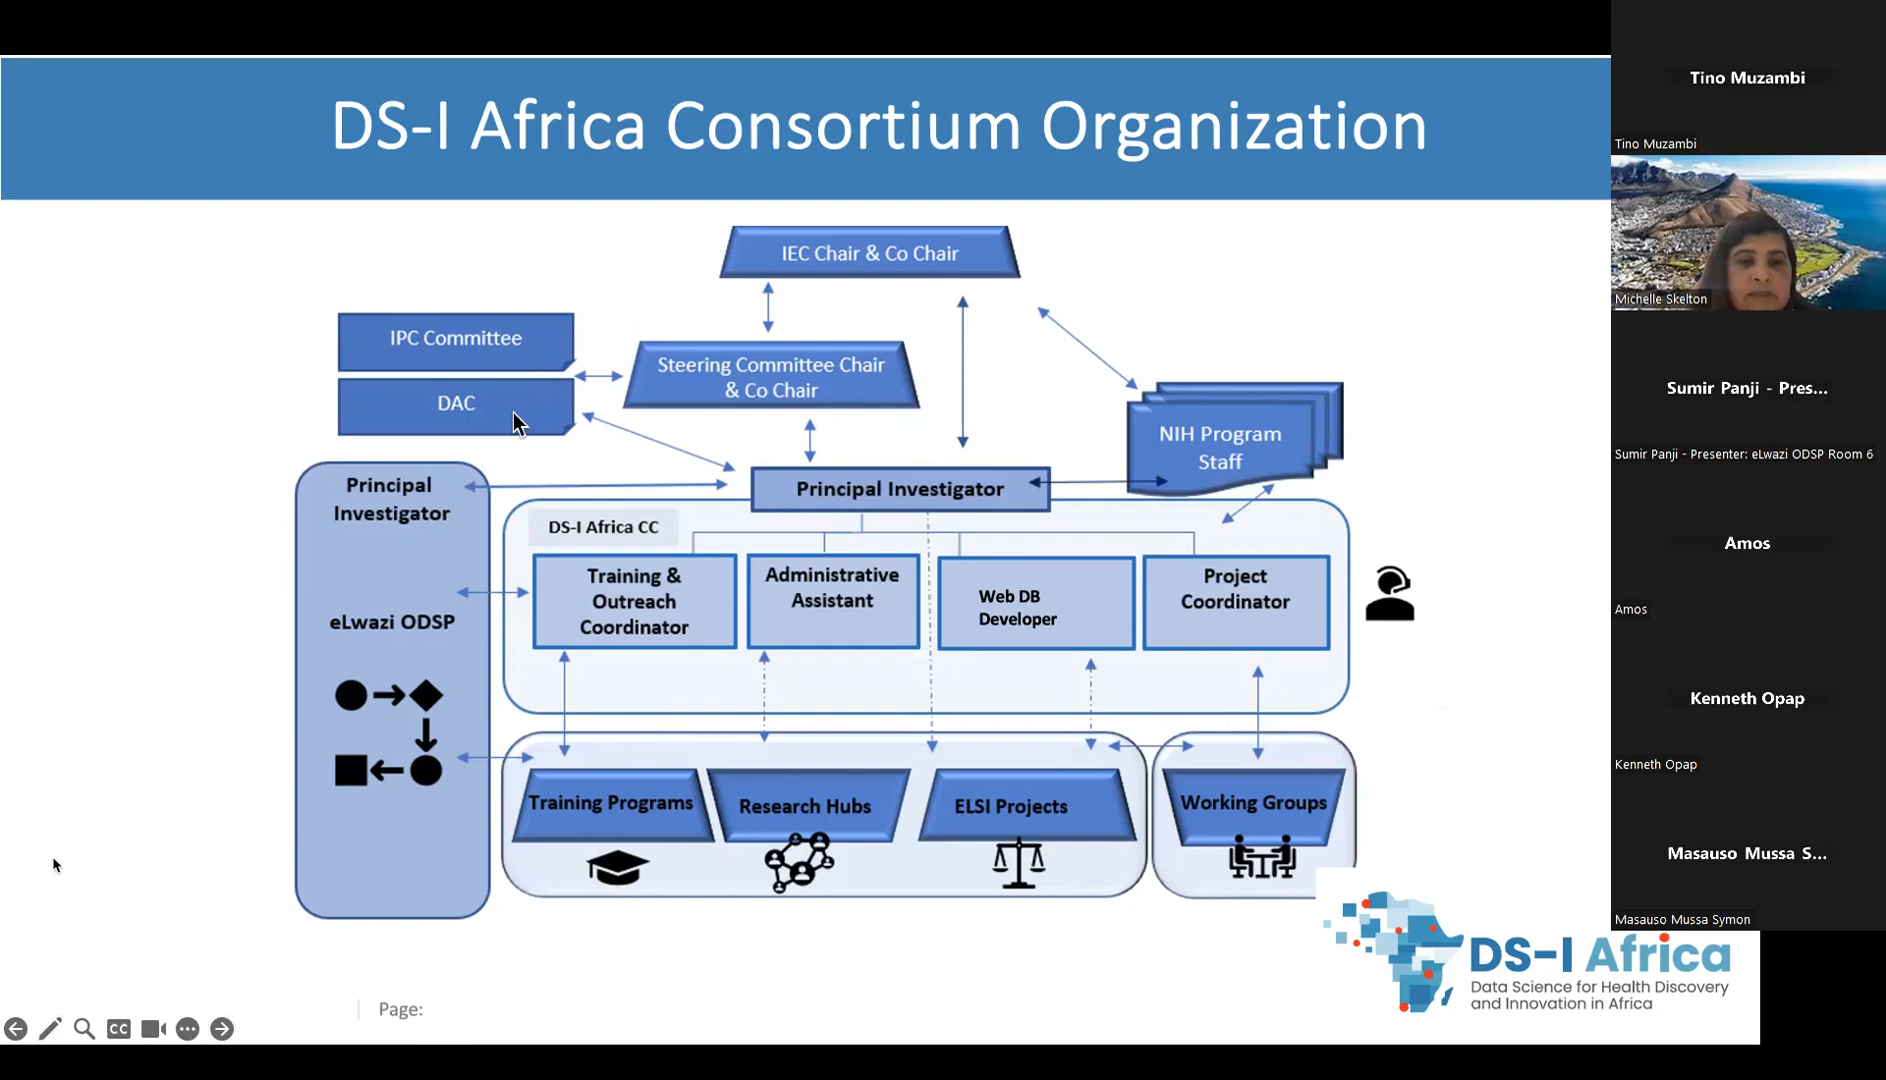 DS-I Africa Consortium Organization
IEC Chair & Co Chair
IPC Committee
DAC
Steering Committee Chair
& Co Chair
NIH Program
Staff
Principal
Investigator
Principal Investigator
DS-I Africa CC
Training &
Outreach
Coordinator
Administrative
Assistant
Web DB
Developer
Project
Coordinator
eLwazi ODSP
Training Programs
Research Hubs
ELSI Projects
Working Groups
DS-I Africa
Data Science for Health Discovery
and Innovation in Africa
Page:
CC
Tino Muzambi
Tino Muzambi
Michelle Skelton
Sumir Panji - Pres...
Sumir Panji - Presenter: eLwazi ODSP Room 6
Amos
Amos
Kenneth Opap
Kenneth Opap
Masauso Mussa S...
Masauso Mussa Symon